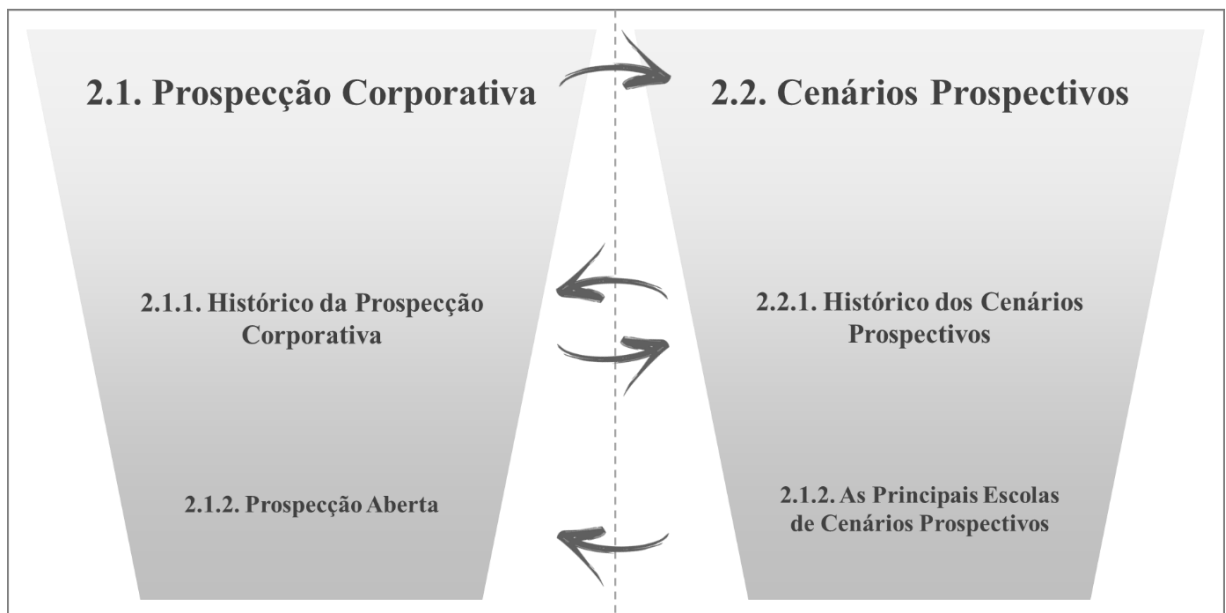 2.1. Prospecção Corporativa
2.1.1. Histórico da Prospecção
Corporativa
2.1.2. Prospecção Aberta
2.2. Cenários Prospectivos
2.2.1. Histórico dos Cenários
Prospectivos
2.1.2. As Principais Escolas
de Cenários Prospectivos